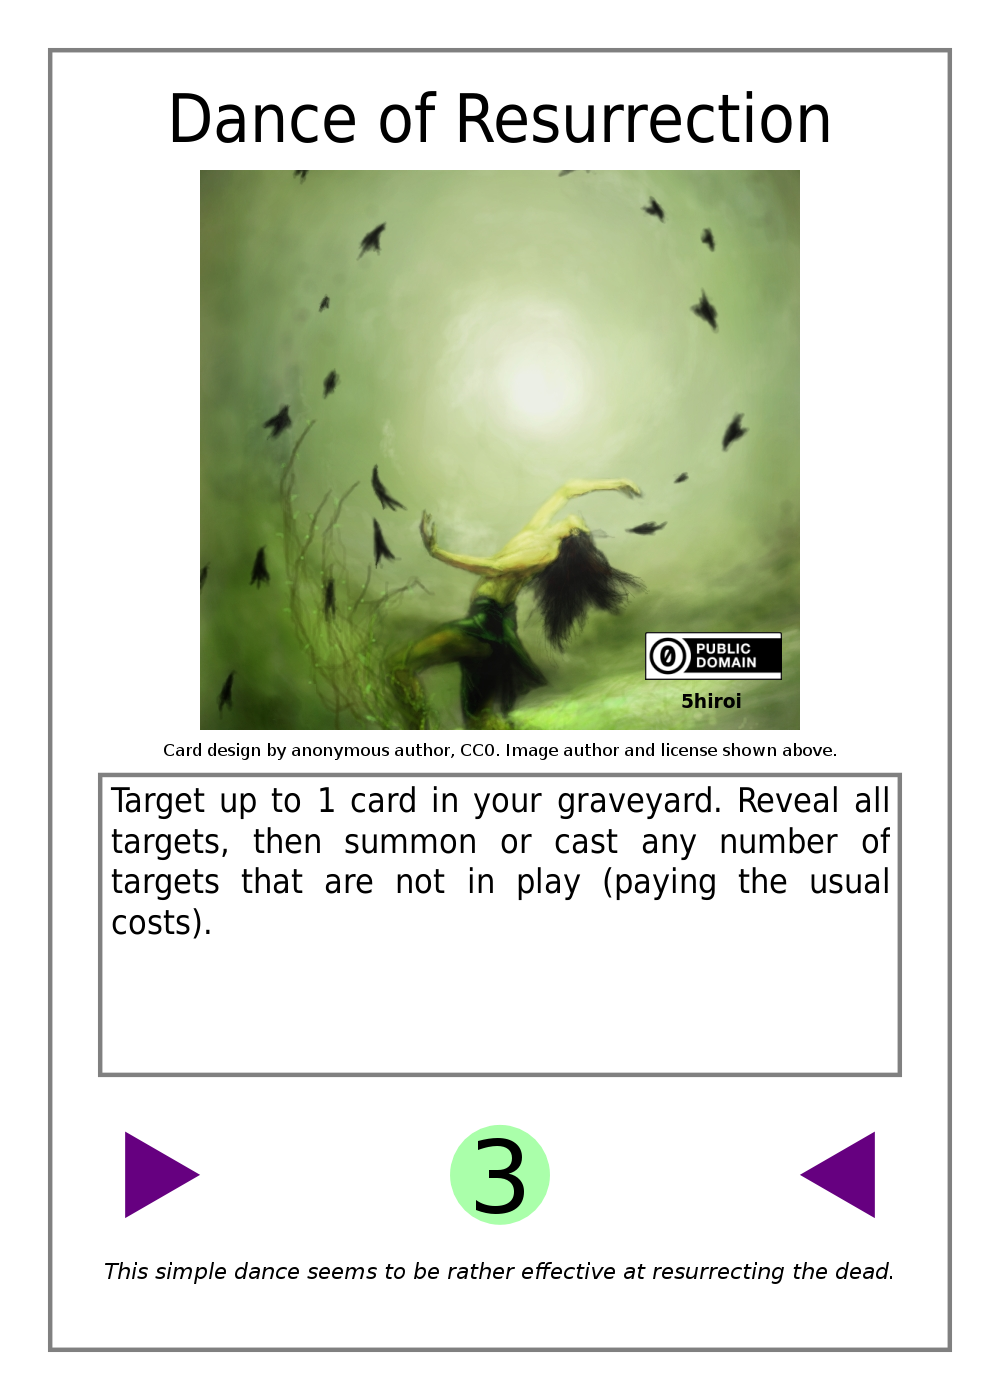 Dance of Resurrection
0 PUBLIC
DOMAIN
5hiroi
Card design by anonymous author, CC0. Image author and license shown above.
Target up to 1 card in your graveyard. Reveal all
targets, then summon or cast any number of
targets that are not in play (paying the usual
costs).
3
This simple dance seems to be rather effective at resurrecting the dead.